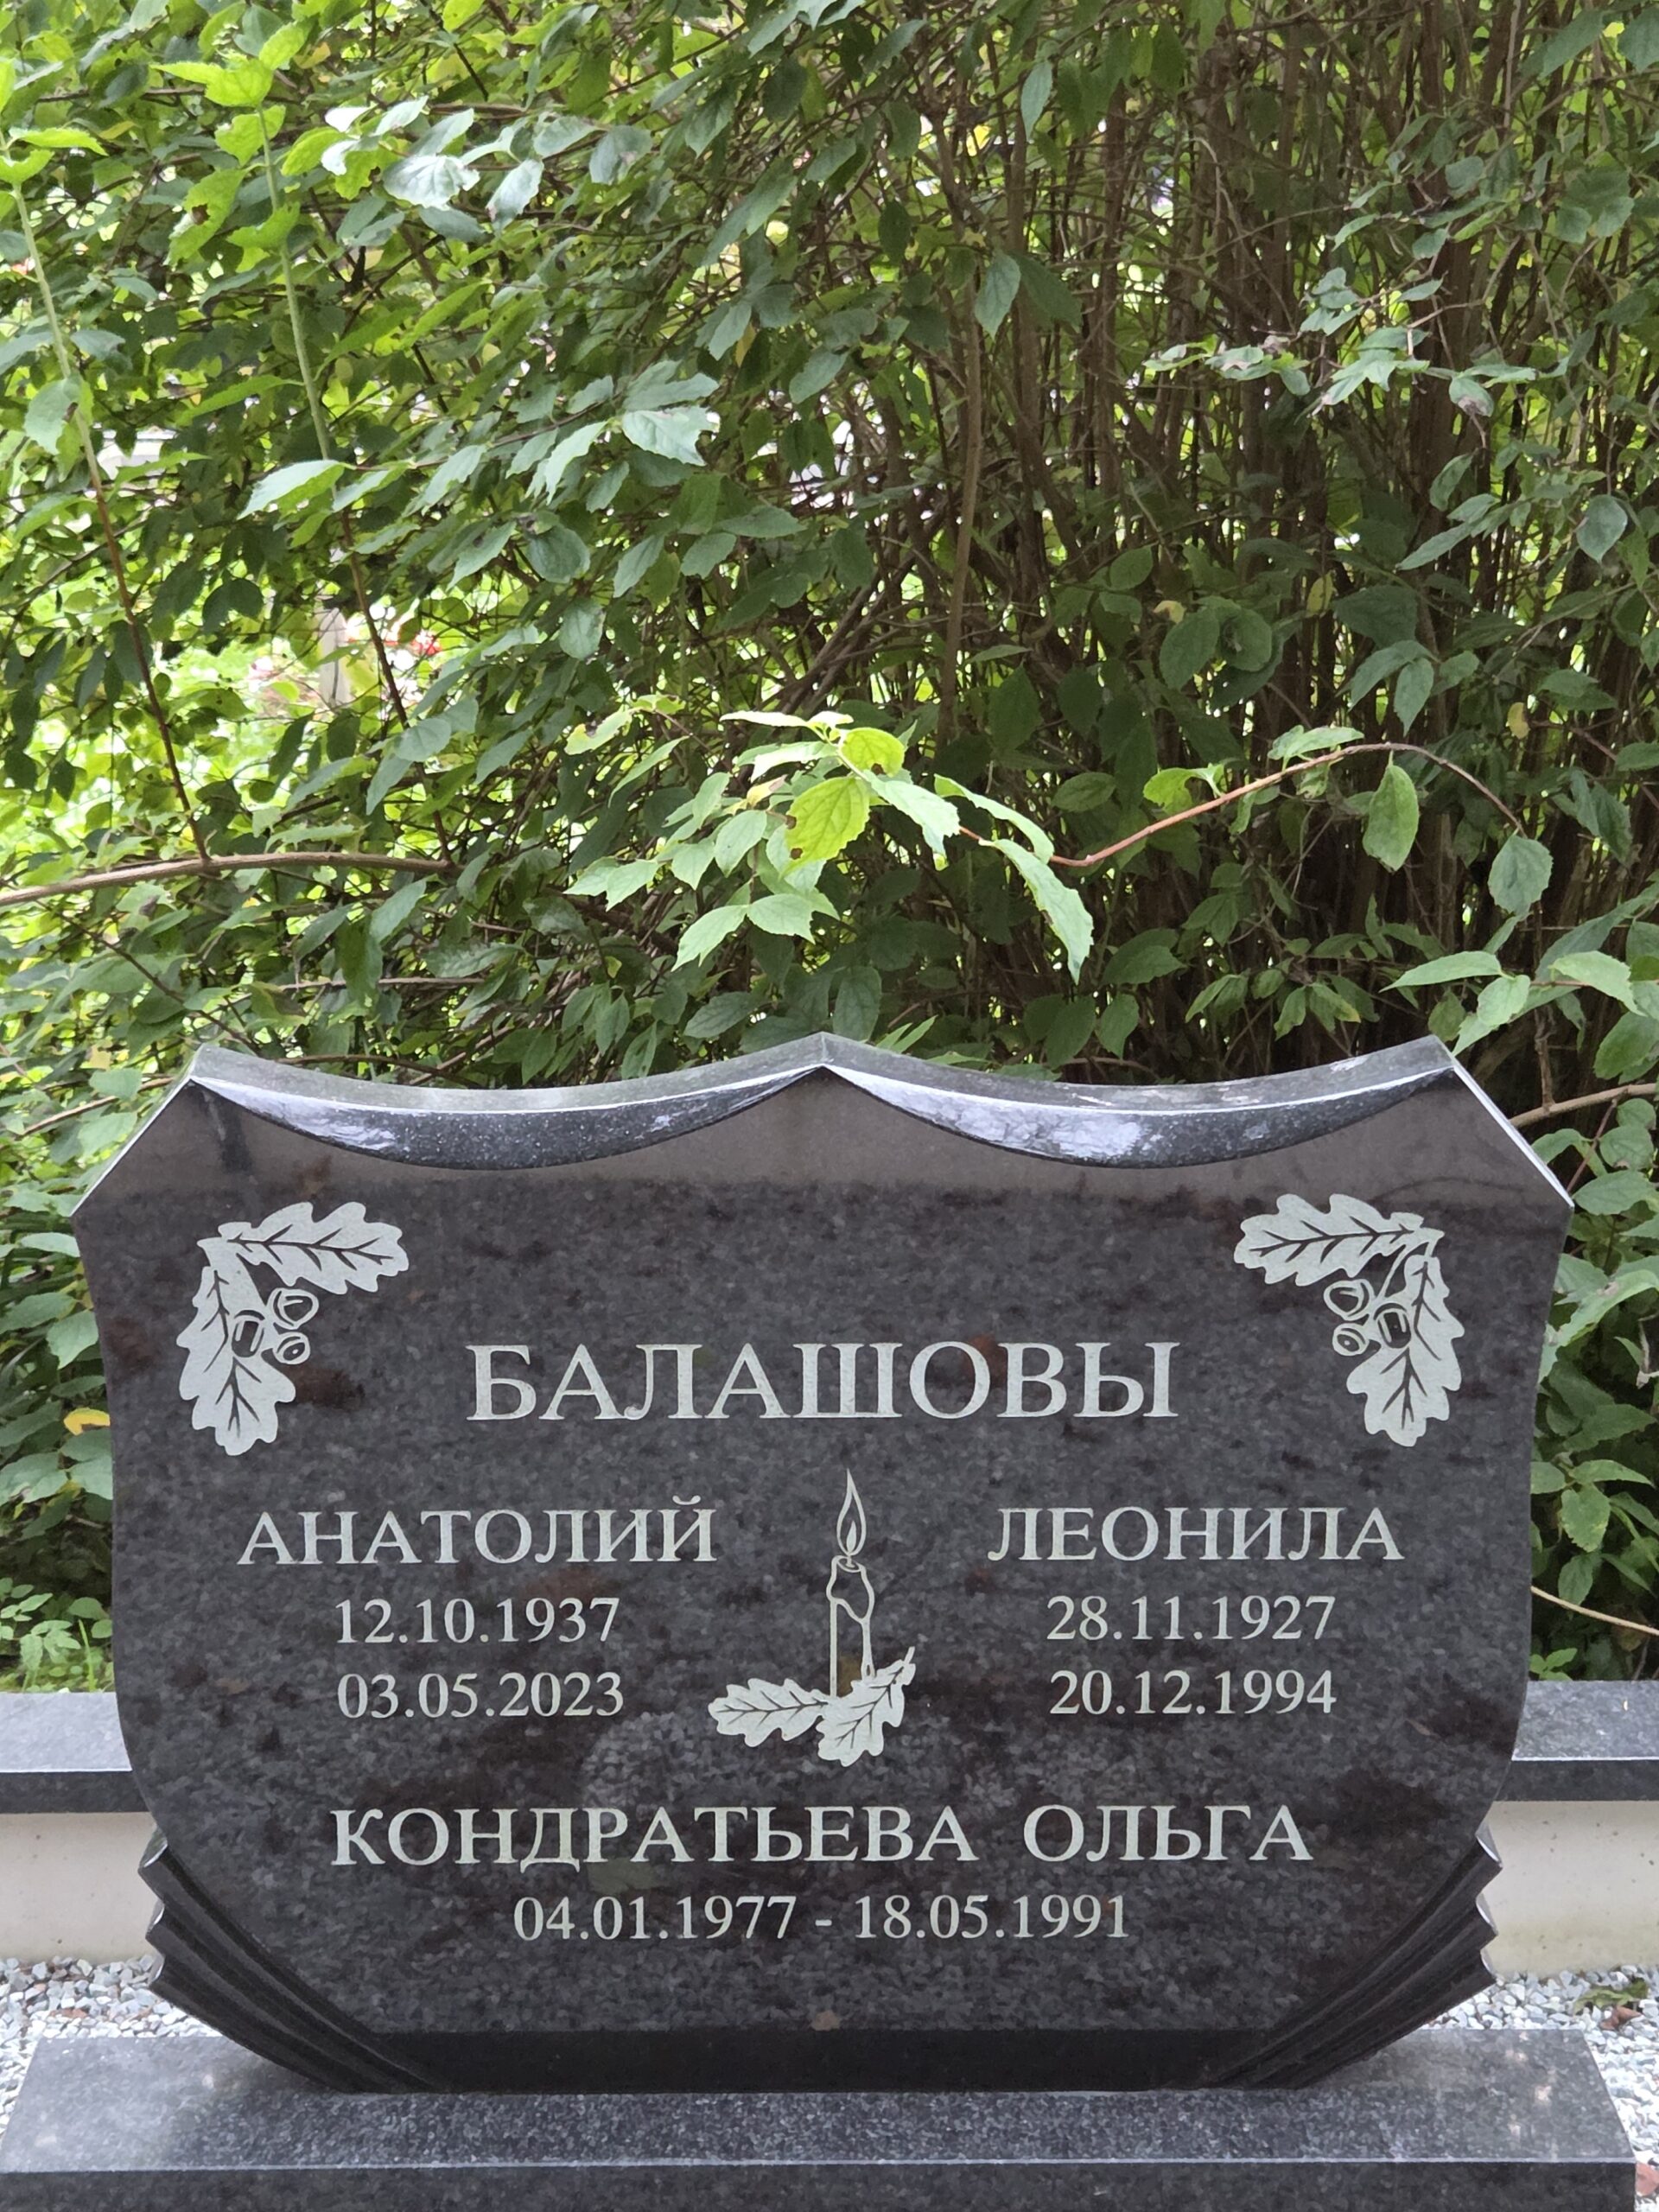 БАЛАШОВЫ
АНАТОЛИЙ
12.10.1937
03.05.2023
ЛЕОНИЛА
28.11.1927
20.12.1994
КОНДРАТЬЕВА ОЛЬГА
04.01.1977 - 18.05.1991